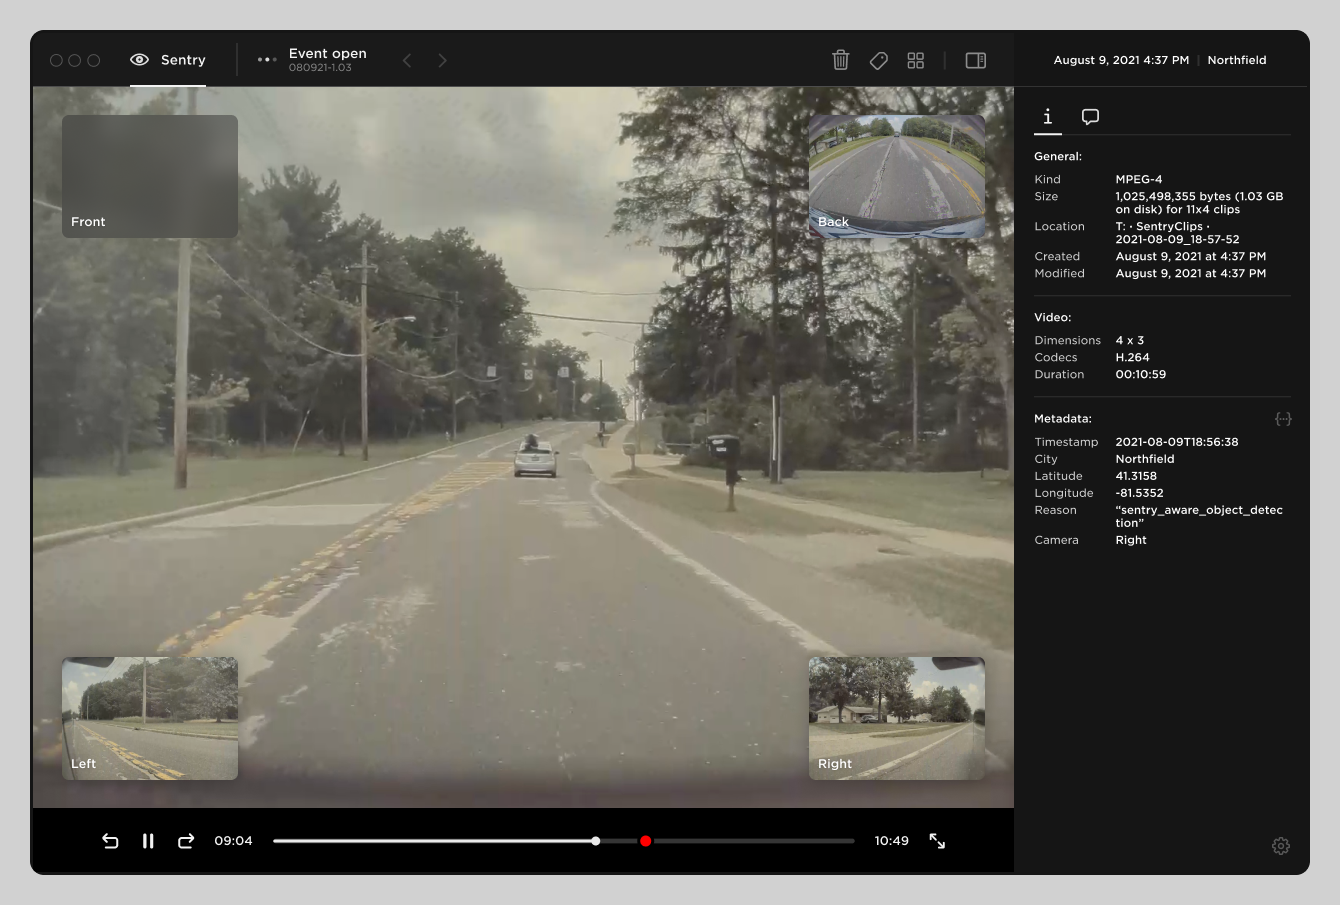 Sentry
Event open
080921-1.03
August 9, 2021 4:37 PM | Northfield
Front
Back
Left
Right
09:04
10:49
General:
Kind MPEG-4
Size 1,025,498,355 bytes (1.03 GB
on disk) for 11x4 clips
Location T: · SentryClips ·
2021-08-09_18-57-52
Created August 9, 2021 at 4:37 PM
Modified August 9, 2021 at 4:37 PM
Video:
Dimensions 4 x 3
Codecs H.264
Duration 00:10:59
Metadata:
Timestamp 2021-08-09T18:56:38
City Northfield
Latitude 41.3158
Longitude -81.5352
Reason “sentry_aware_object_detec
tion”
Camera Right